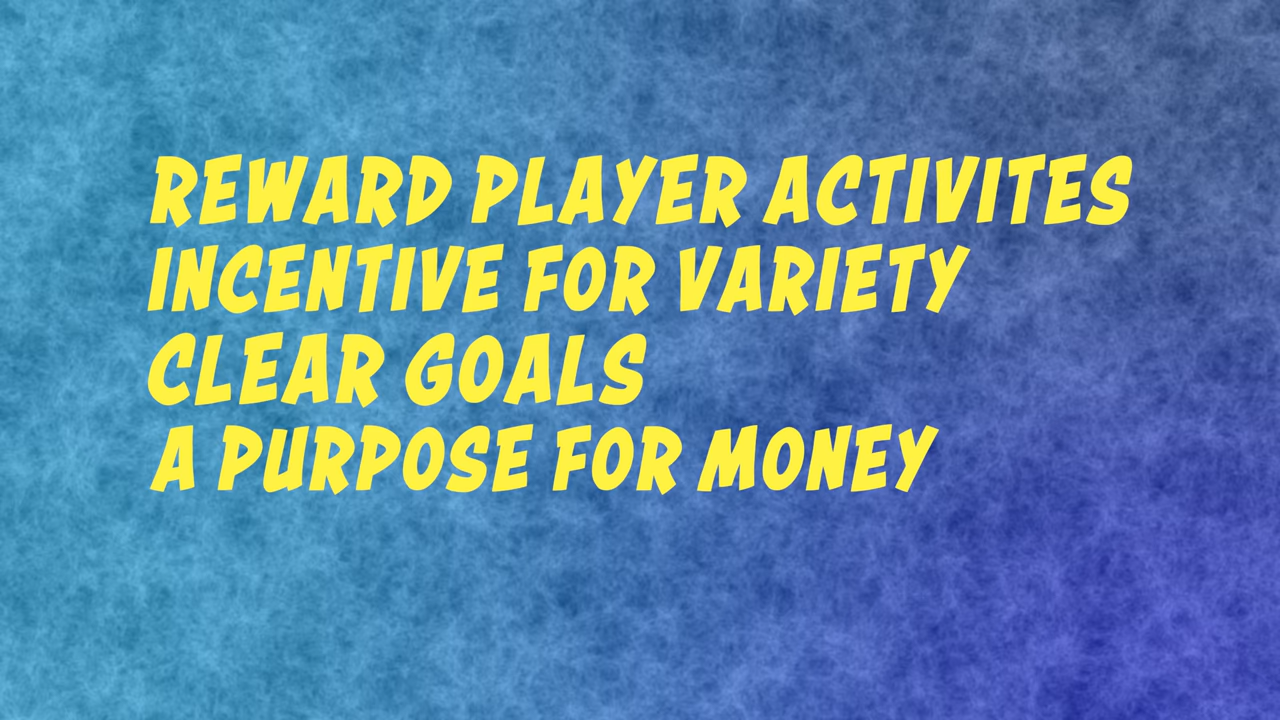 REWARD PLAYER ACTIVITES
INCENTIVE FOR VARIETY
CLEAR GOALS
A PURPOSE FOR MONEY